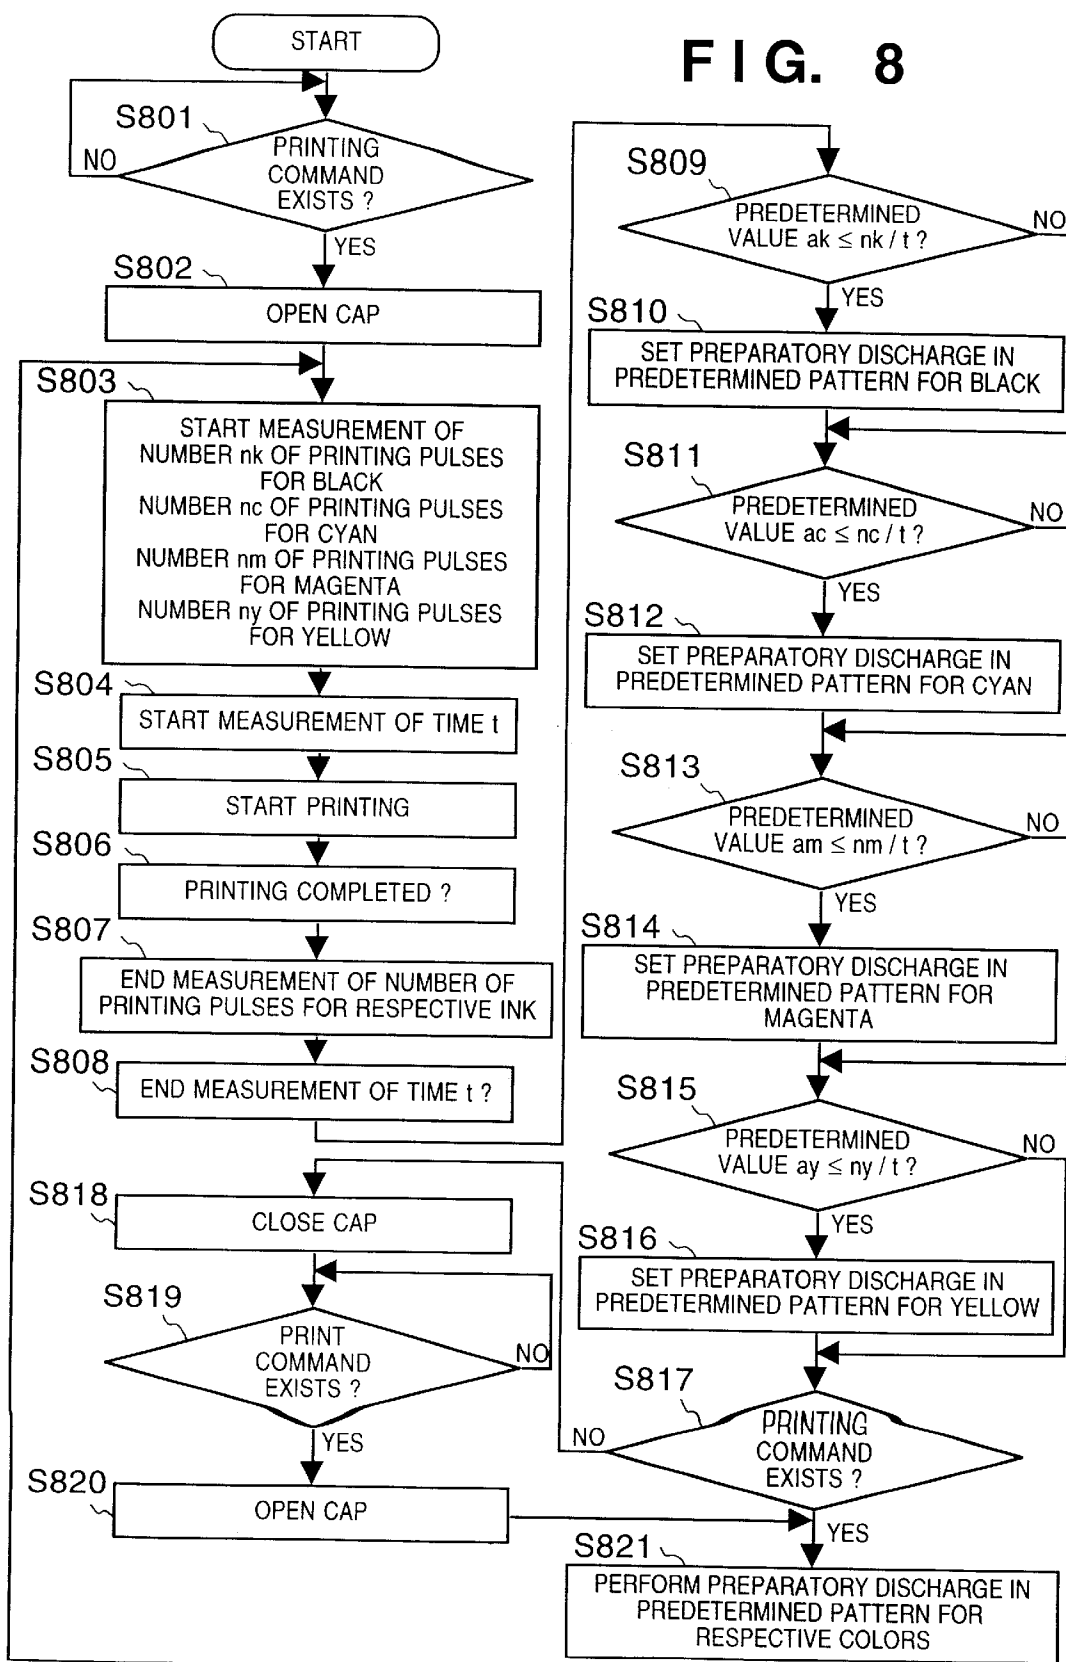 FIG. 8
START
S801
PRINTING
COMMAND
EXISTS ?
NO
YES
S802
OPEN CAP
S803
START MEASUREMENT OF
NUMBER nk OF PRINTING PULSES
FOR BLACK
NUMBER nc OF PRINTING PULSES
FOR CYAN
NUMBER nm OF PRINTING PULSES
FOR MAGENTA
NUMBER ny OF PRINTING PULSES
FOR YELLOW
S804
START MEASUREMENT OF TIME t
S805
START PRINTING
S806
PRINTING COMPLETED ?
S807
END MEASUREMENT OF NUMBER OF
PRINTING PULSES FOR RESPECTIVE INK
S808
END MEASUREMENT OF TIME t ?
S809
PREDETERMINED
VALUE ak ≤ nk / t ?
NO
YES
S810
SET PREPARATORY DISCHARGE IN
PREDETERMINED PATTERN FOR BLACK
S811
PREDETERMINED
VALUE ac ≤ nc / t ?
NO
YES
S812
SET PREPARATORY DISCHARGE IN
PREDETERMINED PATTERN FOR CYAN
S813
PREDETERMINED
VALUE am ≤ nm / t ?
NO
YES
S814
SET PREPARATORY DISCHARGE IN
PREDETERMINED PATTERN FOR
MAGENTA
S815
PREDETERMINED
VALUE ay ≤ ny / t ?
NO
YES
S816
SET PREPARATORY DISCHARGE IN
PREDETERMINED PATTERN FOR YELLOW
S817
PRINTING
COMMAND
EXISTS ?
NO
YES
S818
CLOSE CAP
S819
PRINT
COMMAND
EXISTS ?
NO
YES
S820
OPEN CAP
S821
PERFORM PREPARATORY DISCHARGE IN
PREDETERMINED PATTERN FOR
RESPECTIVE COLORS